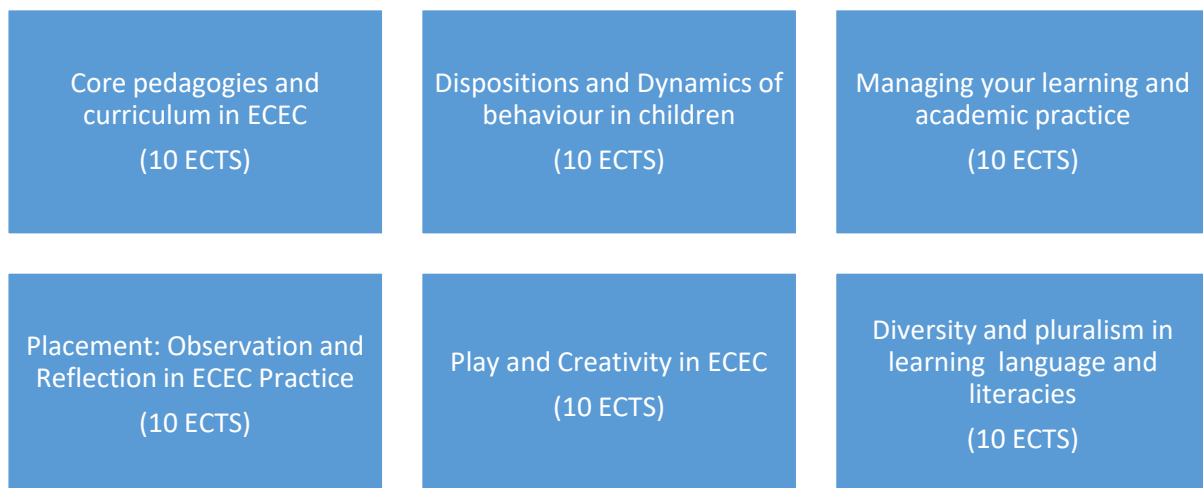 Core pedagogies and
curriculum in ECEC
(10 ECTS)
Dispositions and Dynamics of
behaviour in children
(10 ECTS)
Managing your learning and
academic practice
(10 ECTS)
Placement: Observation and
Reflection in ECEC Practice
(10 ECTS)
Play and Creativity in ECEC
(10 ECTS)
Diversity and pluralism in
learning  language and
literacies
(10 ECTS)